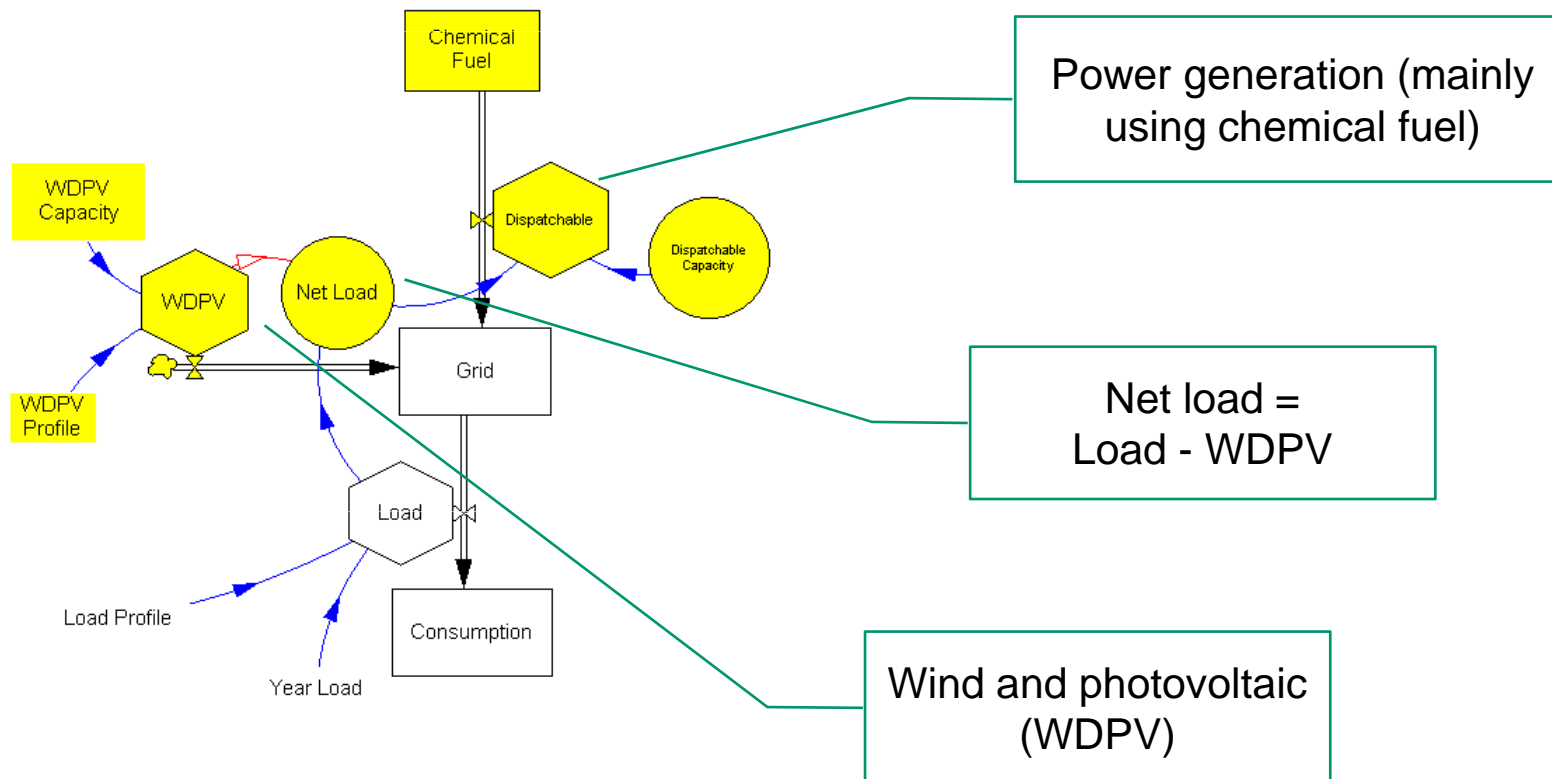 Chemical
Fuel
Power generation (mainly
using chemical fuel)
WDPV
Capacity
Dispatchable
Dispatchable
Capacity
WDPV
Net Load
Grid
WDPV
Profile
Net load =
Load - WDPV
Load
Load Profile
Consumption
Year Load
Wind and photovoltaic
(WDPV)